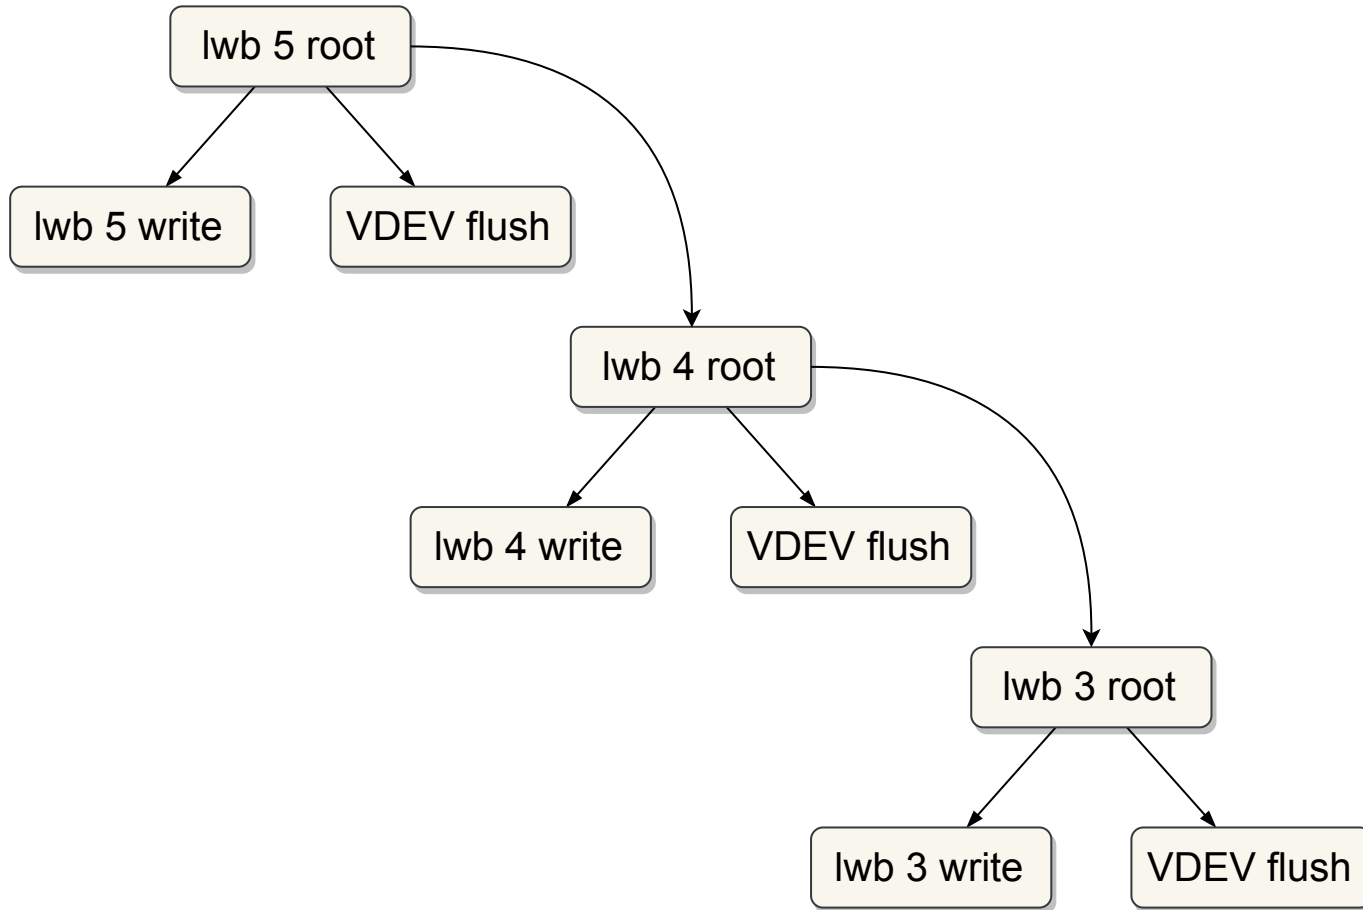 lwb 5 root
lwb 5 write
VDEV flush
lwb 4 root
lwb 4 write
VDEV flush
lwb 3 root
lwb 3 write
VDEV flush